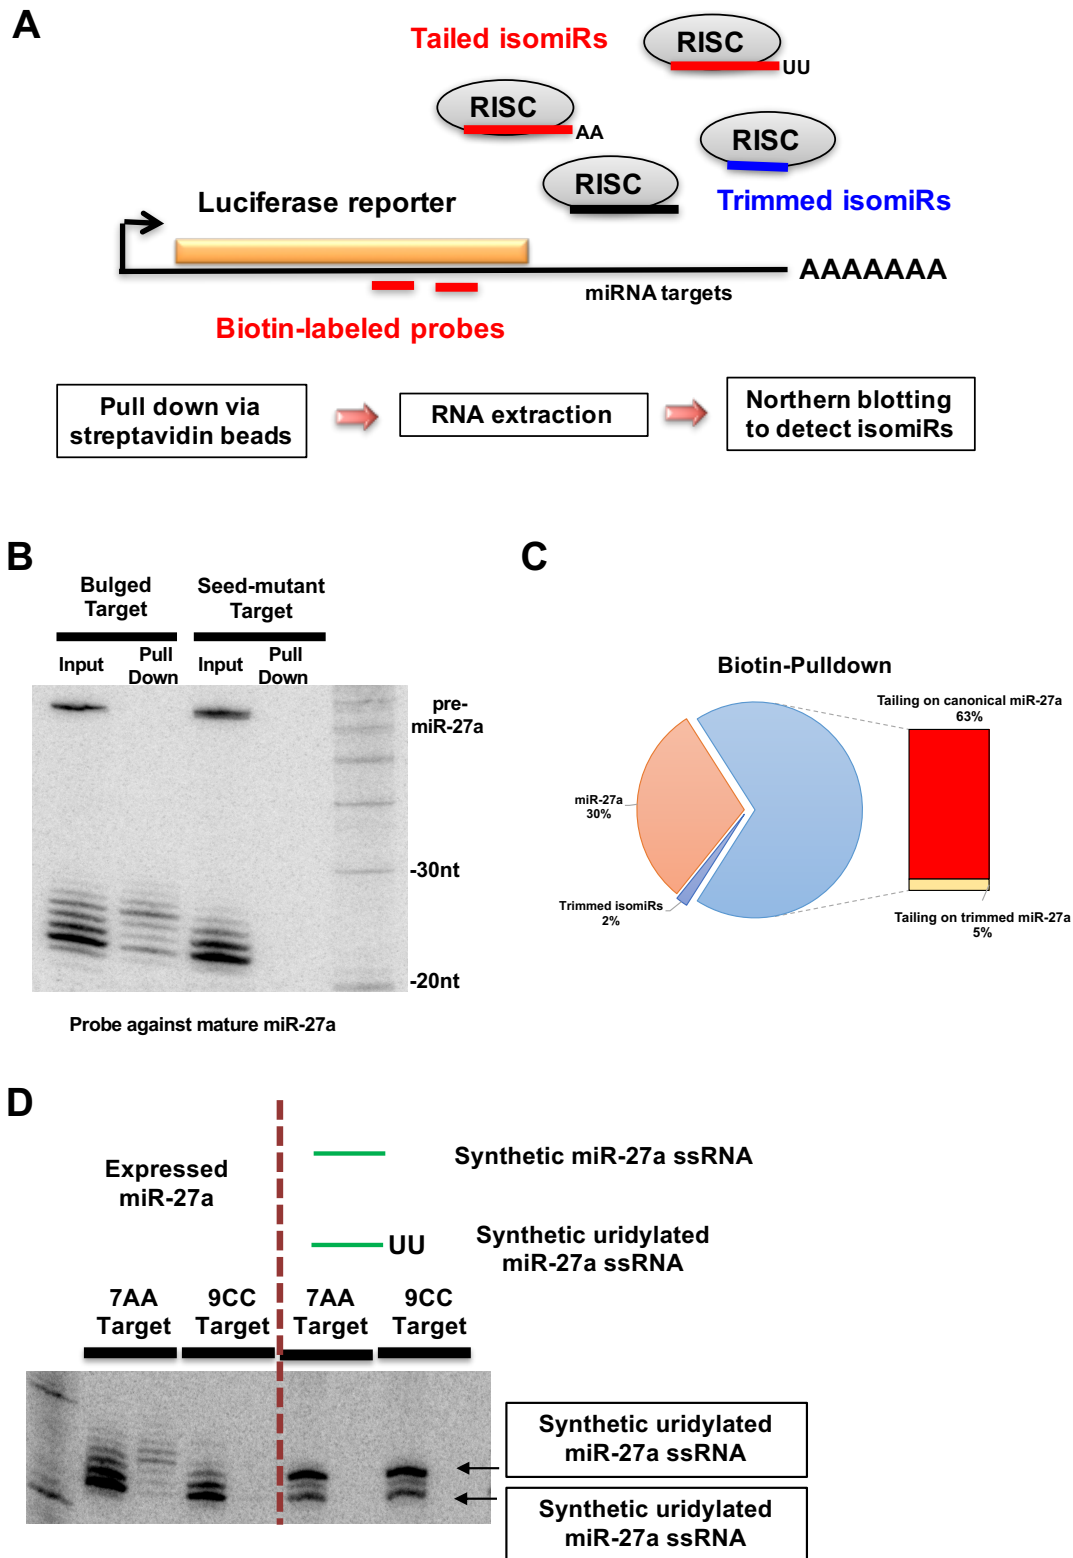 A
Tailed isomiRs
RISC
UU
RISC
AA
RISC
RISC
Trimmed isomiRs
Luciferase reporter
AAAAAAA
miRNA targets
Biotin-labeled probes
Pull down via
streptavidin beads
RNA extraction
Northern blotting
to detect isomiRs
B
Bulged
Target
Seed-mutant
Target
Input
Pull
Down
Input
Pull
Down
pre-
miR-27a
-30nt
-20nt
Probe against mature miR-27a
C
Biotin-Pulldown
Tailing on canonical miR-27a
63%
miR-27a
30%
Trimmed isomiRs
2%
Tailing on trimmed miR-27a
5%
D
Expressed
miR-27a
Synthetic miR-27a ssRNA
UU
Synthetic uridylated
miR-27a ssRNA
7AA
Target
9CC
Target
7AA
Target
9CC
Target
Synthetic uridylated
miR-27a ssRNA
Synthetic uridylated
miR-27a ssRNA